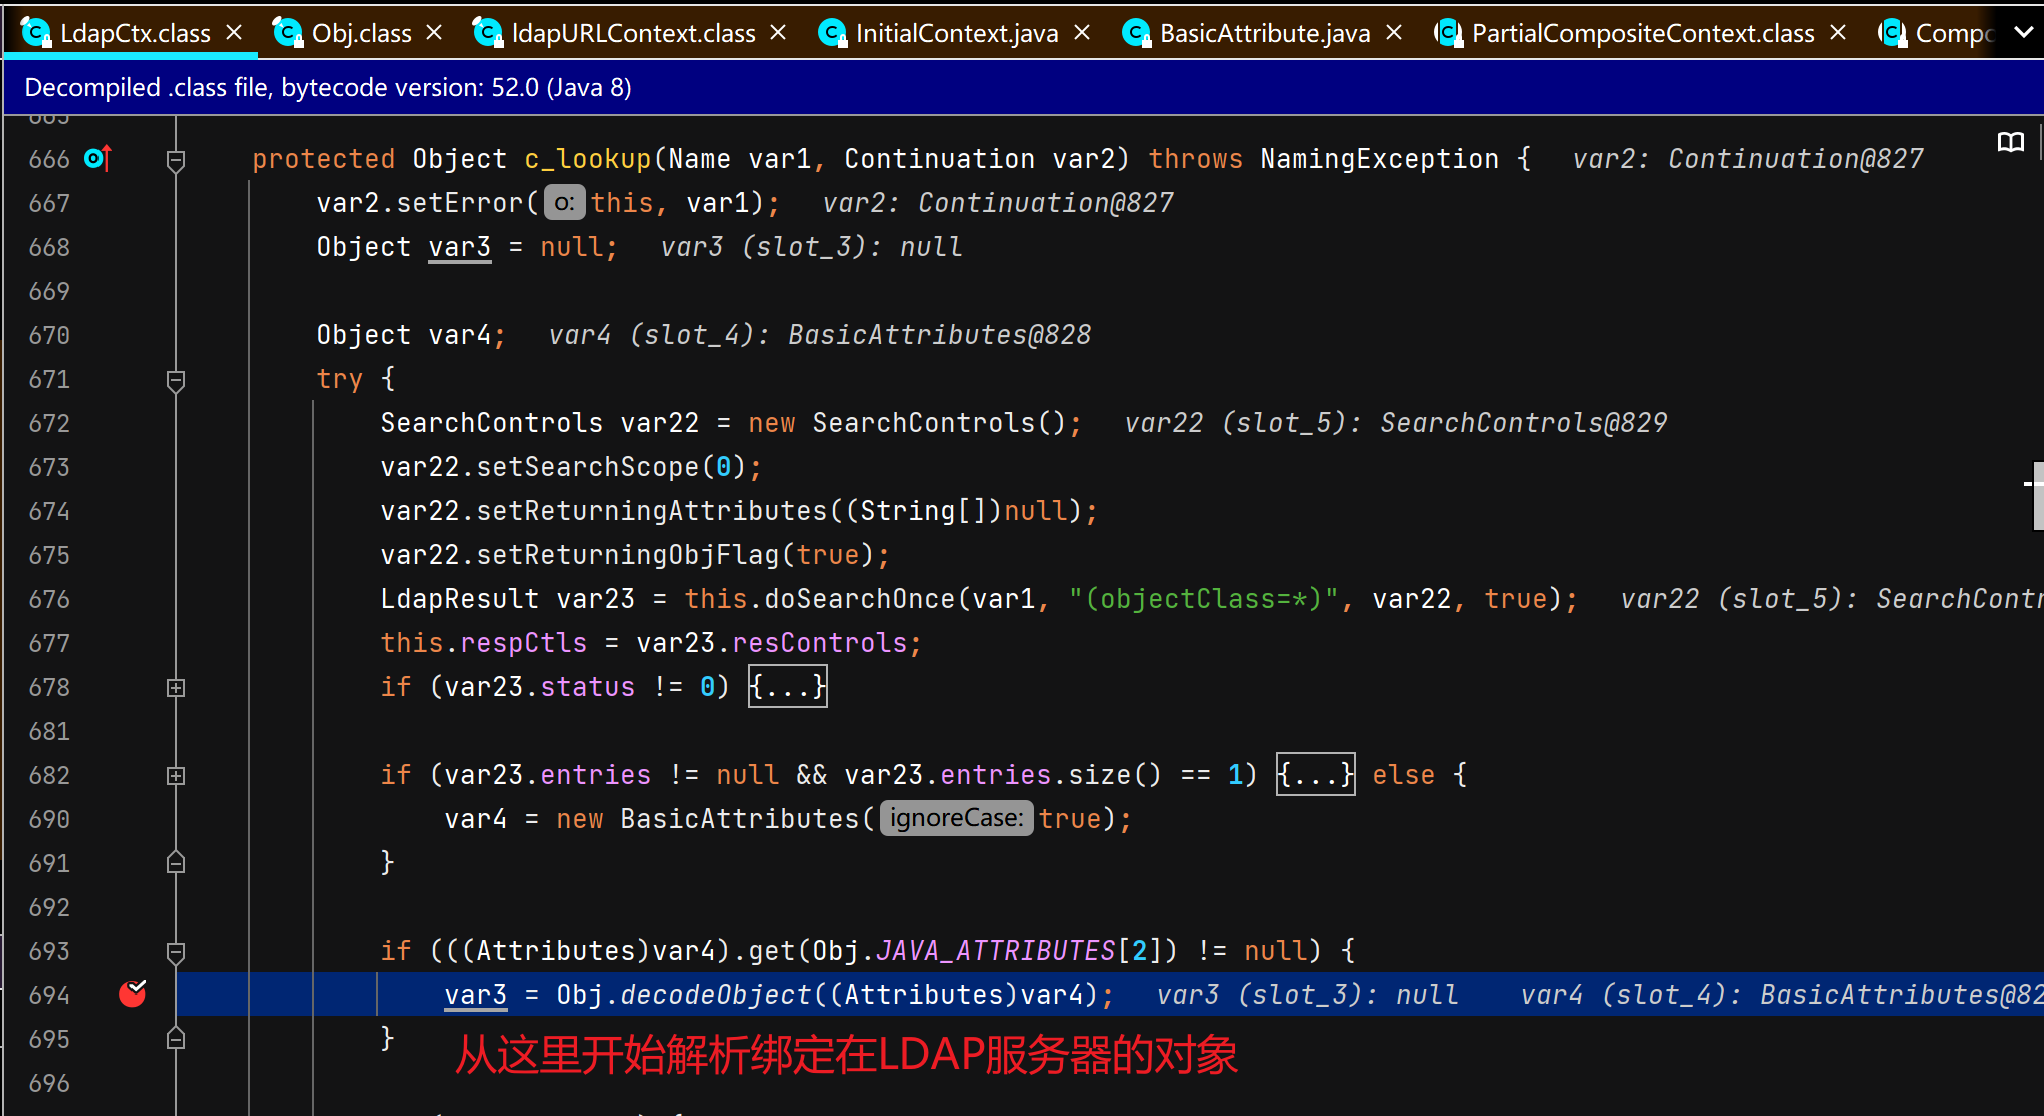 LdapCtx.class Obj.class ldapURLContext.class InitialContext.java BasicAttribute.java PartialCompositeContext.class Compo
Decompiled .class file, bytecode version: 52.0 (Java 8)
665
666 protected Object c_lookup(Name var1, Continuation var2) throws NamingException { var2: Continuation@827
667 var2.setError( o: this, var1); var2: Continuation@827
668 Object var3 = null; var3 (slot_3): null
669
670 Object var4; var4 (slot_4): BasicAttributes@828
671 try {
672 SearchControls var22 = new SearchControls(); var22 (slot_5): SearchControls@829
673 var22.setSearchScope(0);
674 var22.setReturningAttributes((String[])null);
675 var22.setReturningObjFlag(true);
676 LdapResult var23 = this.doSearchOnce(var1, "(objectClass=*)", var22, true); var22 (slot_5): SearchContr
677 this.respCtls = var23.resControls;
678 if (var23.status != 0) {...}
681
682 if (var23.entries != null && var23.entries.size() == 1) {...} else {
690 var4 = new BasicAttributes( ignoreCase: true);
691 }
692
693 if (((Attributes)var4).get(Obj.JAVA_ATTRIBUTES[2]) != null) {
694 var3 = Obj.decodeObject((Attributes)var4); var3 (slot_3): null var4 (slot_4): BasicAttributes@82
695 }
从这里开始解析绑定在LDAP服务器的对象
696